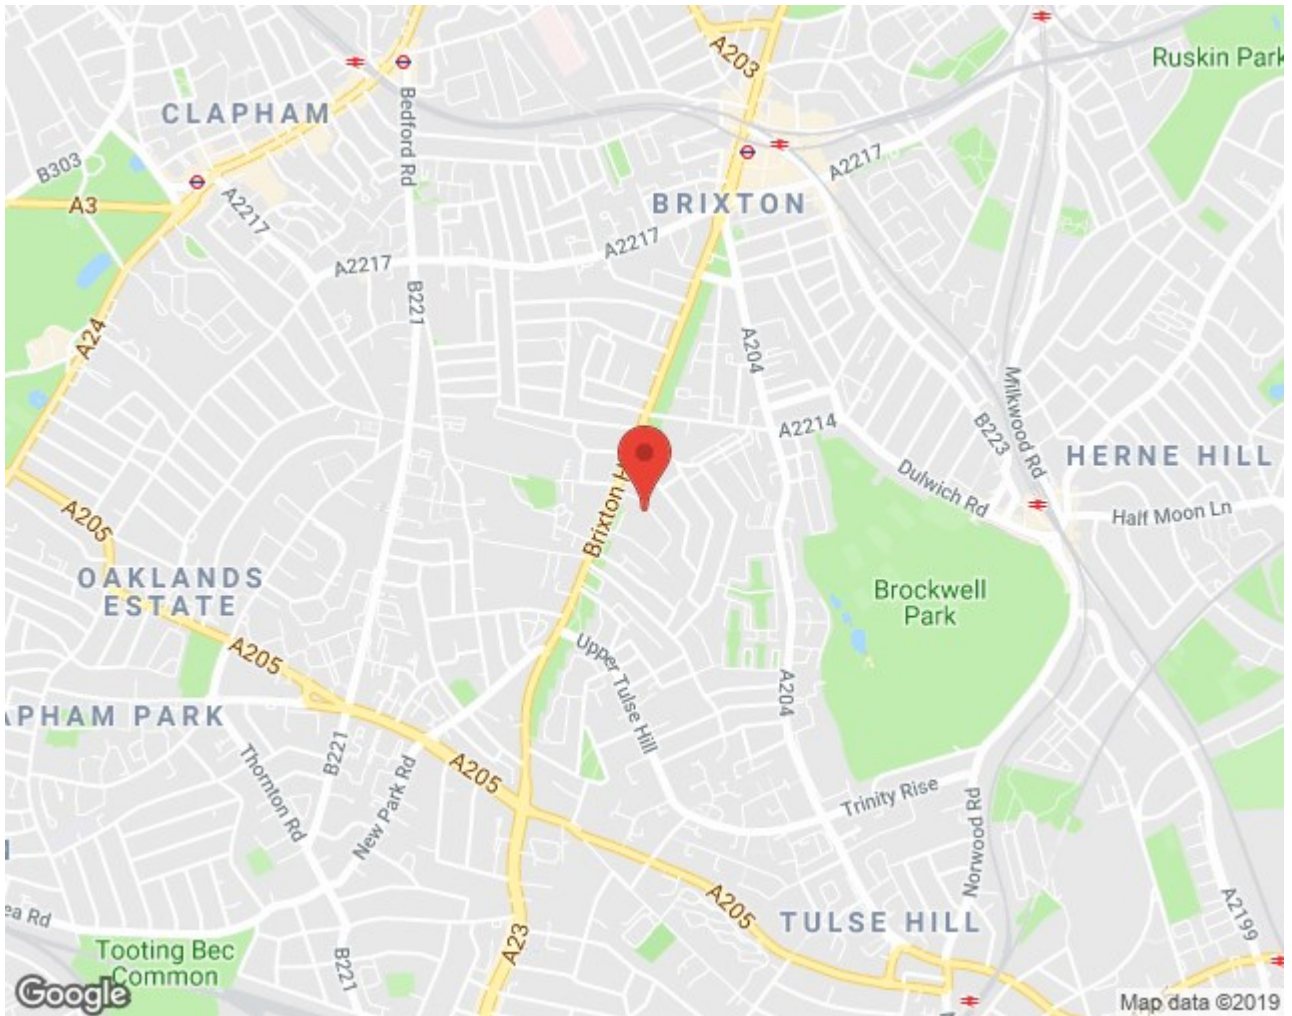 A203
Ruskin Park
CLAPHAM
Bedford Rd
B303
A2217
A3
A2217
BRIXTON
A2217
A2217
B221
A24
A204
Milkwood Rd
B223
A2214
HERNE HILL
Dulwich Rd
Half Moon Ln
Brixton H
A205
OAKLANDS
ESTATE
Brockwell
Park
A205
Upper Tulse Hill
A204
APHAM PARK
B221
Thornton Rd
New Park Rd
A205
Trinity Rise
Norwood Rd
A205
TULSE HILL
A2199
ea Rd
A23
Tooting Bec
Common
B221
Google
Map data ©2019